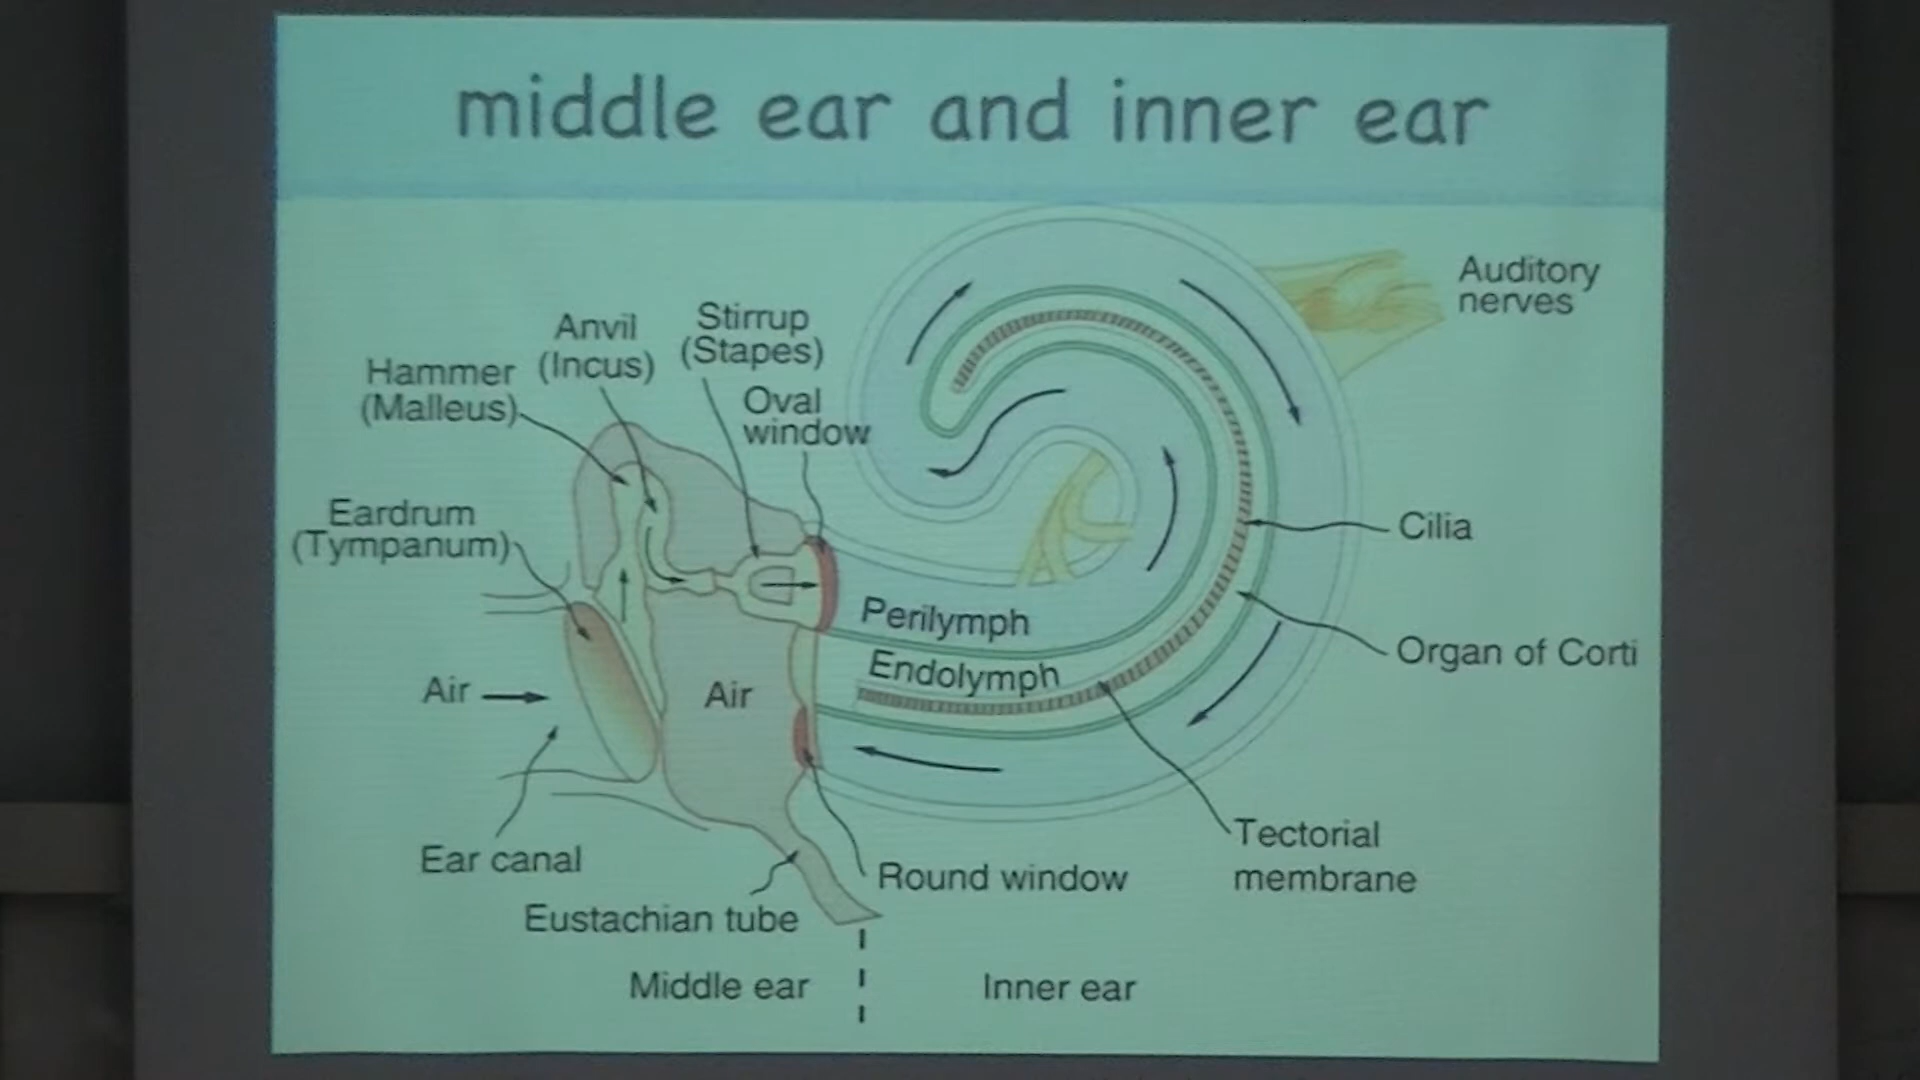 middle ear and inner ear
Auditory
nerves
Stirrup
(Stapes)
Anvil
(Incus)
Hammer
(Malleus)
Oval
window
Eardrum
(Tympanum)
Cilia
Perilymph
Organ of Corti
Endolymph
Air
Air
Tectorial
membrane
Ear canal
Round window
Eustachian tube
Middle ear
Inner ear